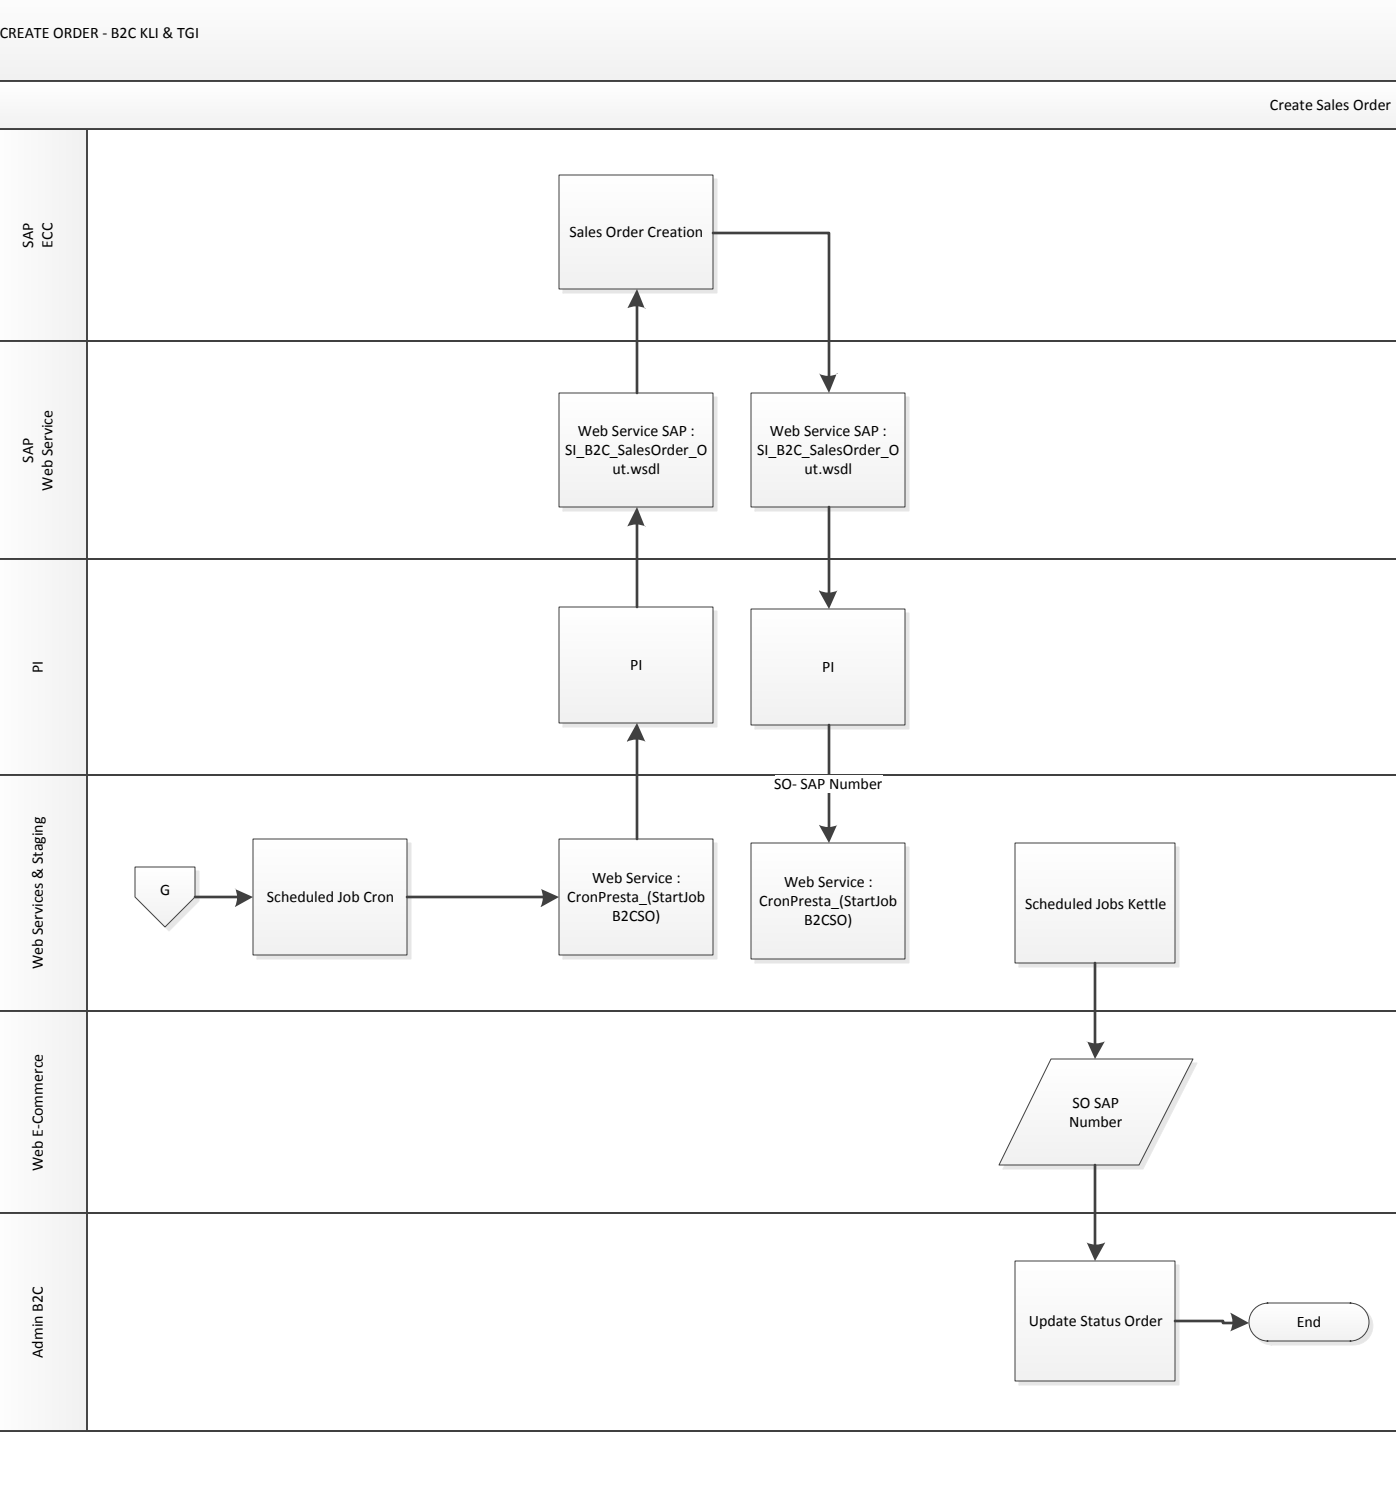 CREATE ORDER - B2C KLI & TGI
Create Sales Order
SAP
ECC
Sales Order Creation
SAP
Web Service
Web Service SAP :
SI_B2C_SalesOrder_O
ut.wsdl
Web Service SAP :
SI_B2C_SalesOrder_O
ut.wsdl
PI
PI
PI
SO- SAP Number
Web Services & Staging
G
Scheduled Job Cron
Web Service :
CronPresta_(StartJob
B2CSO)
Web Service :
CronPresta_(StartJob
B2CSO)
Scheduled Jobs Kettle
Web E-Commerce
SO SAP
Number
Admin B2C
Update Status Order
End